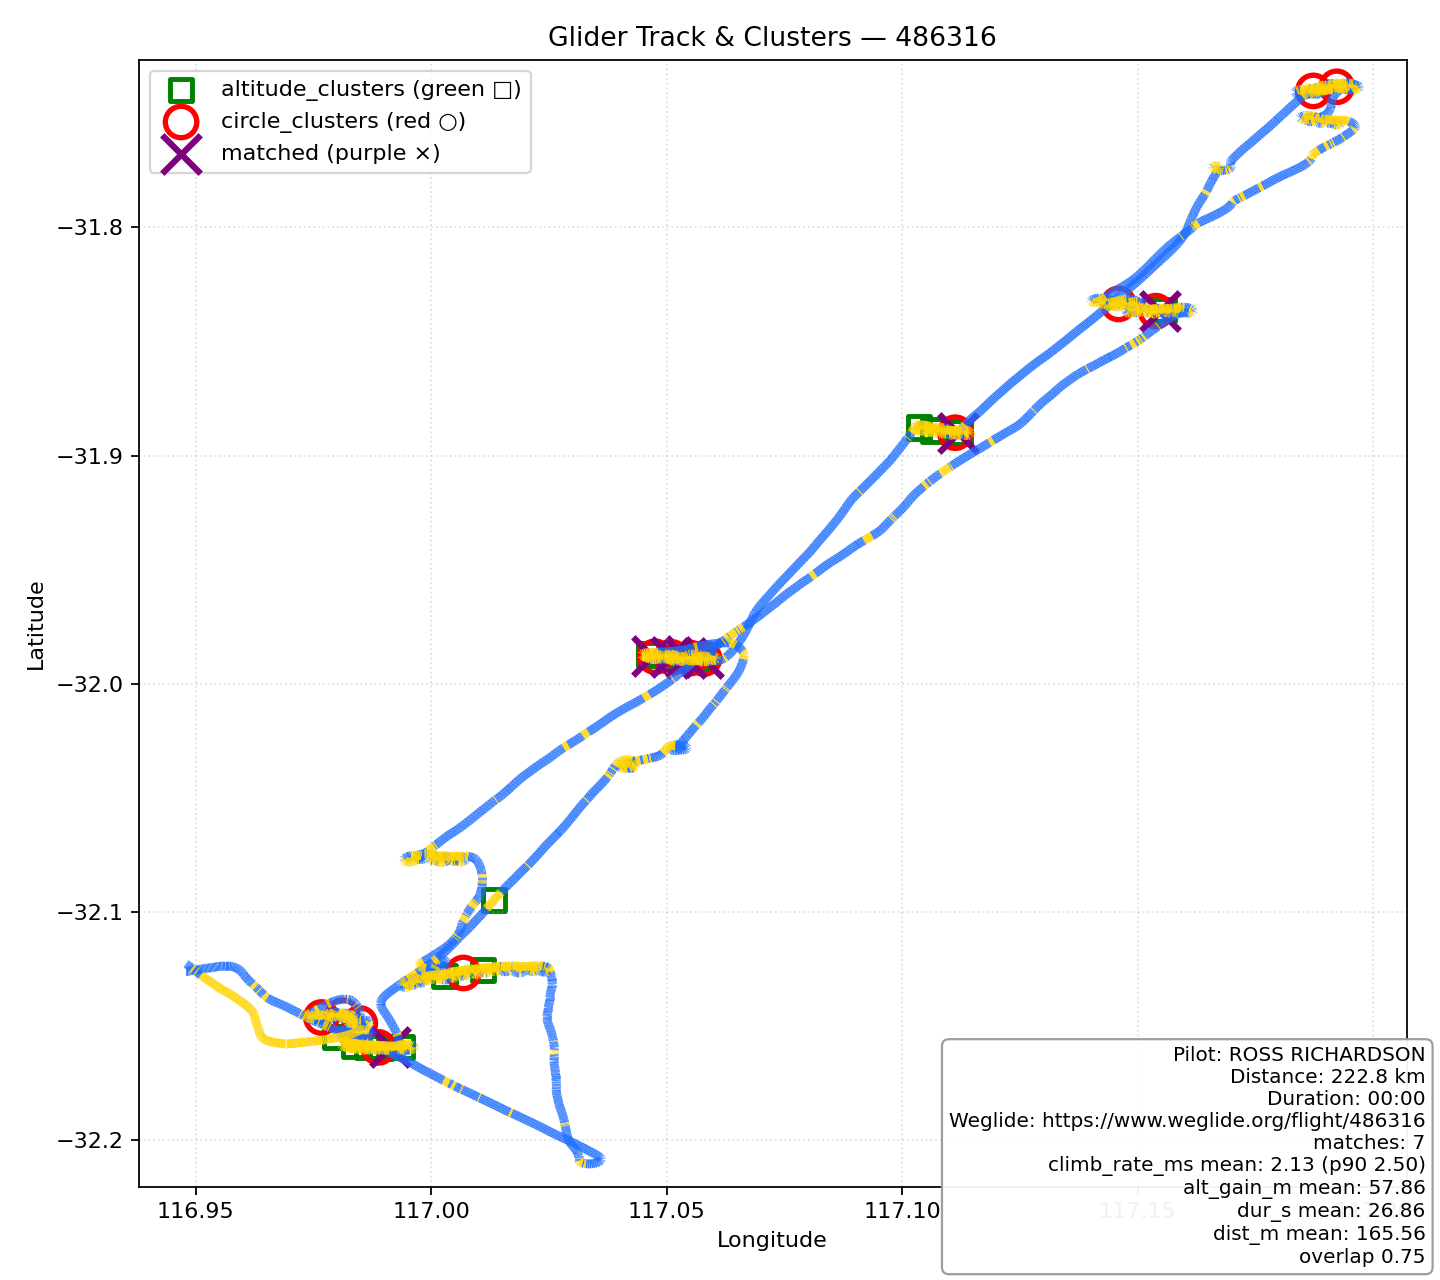 Glider Track & Clusters — 486316
altitude_clusters (green □)
circle_clusters (red ○)
matched (purple ×)
Latitude
−31.8
−31.9
−32.0
−32.1
−32.2
116.95
117.00
117.05
117.10
117.15
Longitude
Pilot: ROSS RICHARDSON
Distance: 222.8 km
Duration: 00:00
Weglide: https://www.weglide.org/flight/486316
matches: 7
climb_rate_ms mean: 2.13 (p90 2.50)
alt_gain_m mean: 57.86
dur_s mean: 26.86
dist_m mean: 165.56
overlap 0.75